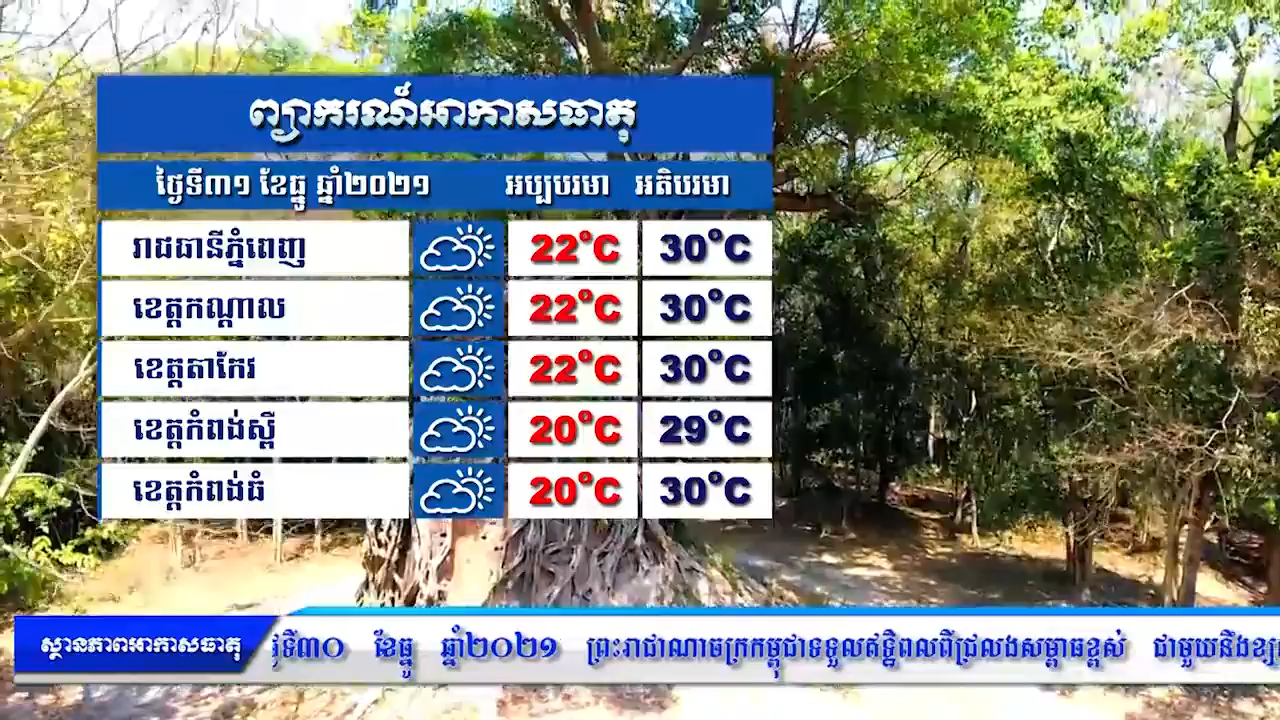 ព្យាករណ៍អាកាសធាតុ
ថ្ងៃទី៣១ ខែធ្នូ ឆ្នាំ២០២១ អប្បបរមា អតិបរមា
រាជធានីភ្នំពេញ 22°C 30°C
ខេត្តកណ្តាល 22°C 30°C
ខេត្តតាកែវ 22°C 30°C
ខេត្តកំពង់ស្ពឺ 20°C 29°C
ខេត្តកំពង់ធំ 20°C 30°C
ស្ថានភាពអាកាសធាតុ ទី៣០ ខែធ្នូ ឆ្នាំ២០២១ ព្រះរាជាណាចក្រកម្ពុជាទទួលឥទ្ធិពលពីជ្រលងសម្ពាធខ្ពស់ ជាមួយនឹង